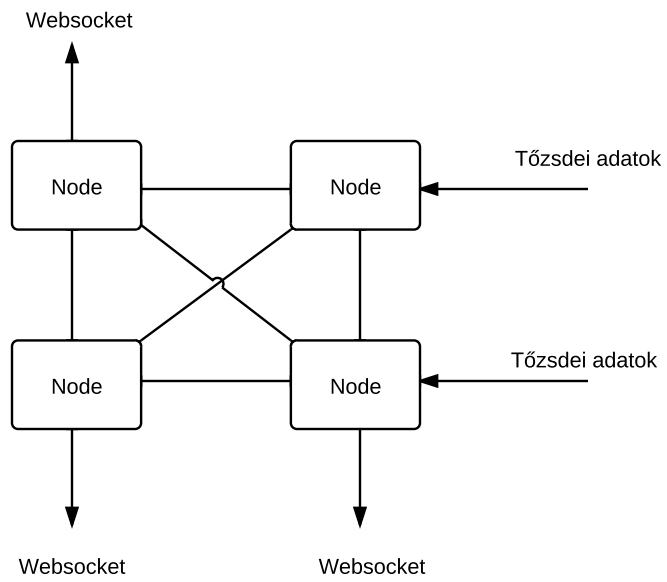 Websocket
Tőzsdei adatok
Node
Node
Tőzsdei adatok
Node
Node
Websocket
Websocket